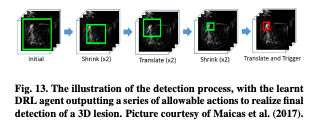 Initial
Shrink (x2)
Translate (x2)
Shrink (x2)
Translate and Trigger
Fig. 13. The illustration of the detection process, with the learnt
DRL agent outputting a series of allowable actions to realize final
detection of a 3D lesion. Picture courtesy of Maicas et al. (2017).